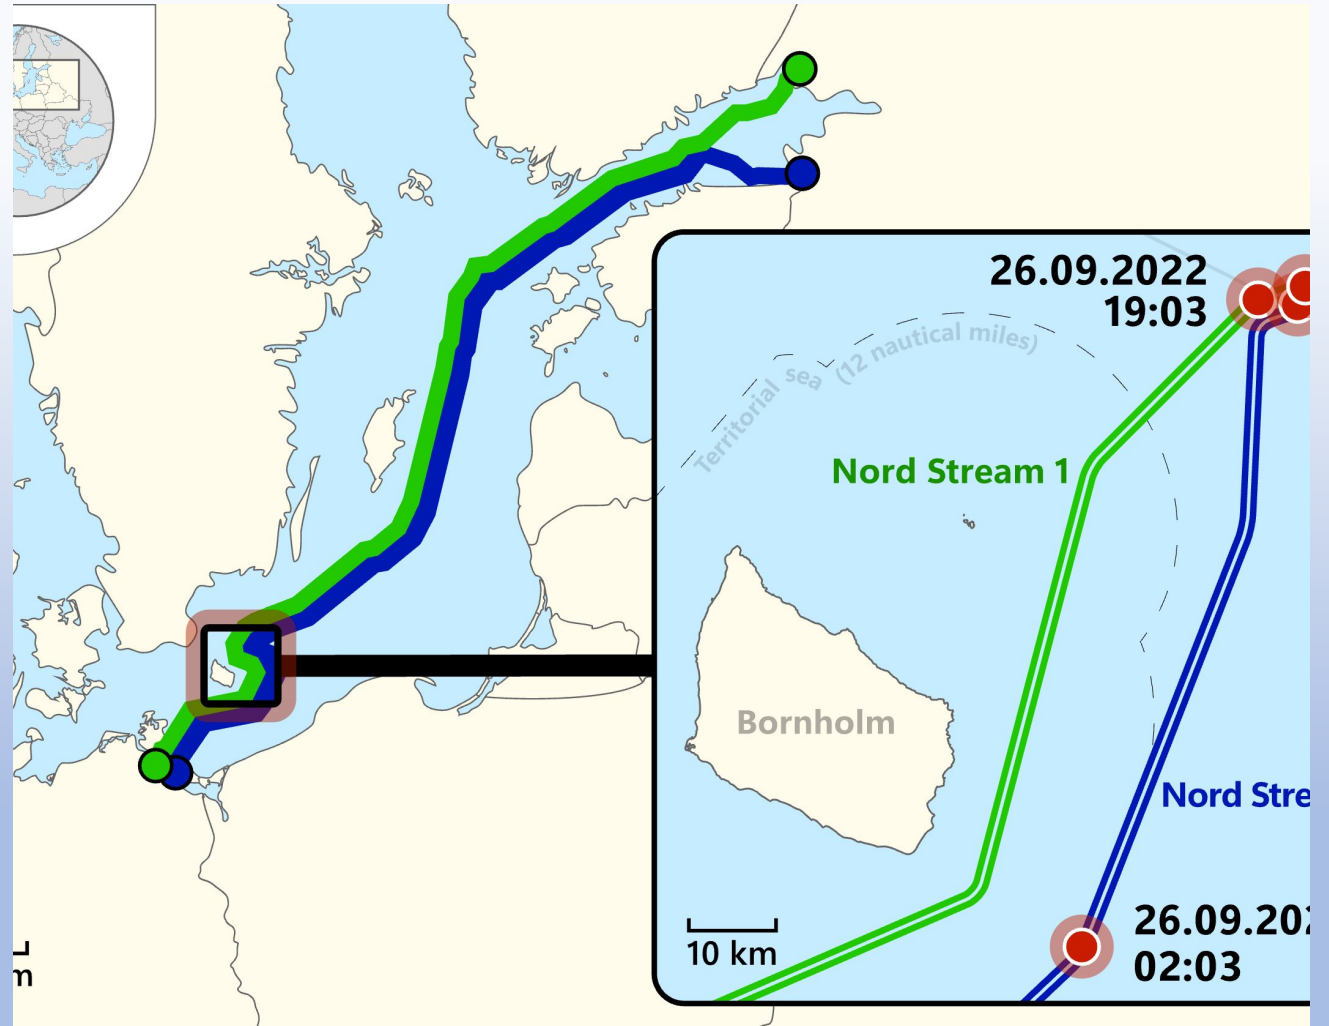 26.09.2022
19:03
Territorial sea (12 nautical miles)
Nord Stream 1
Bornholm
Nord Stre
26.09.202
02:03
10 km
m